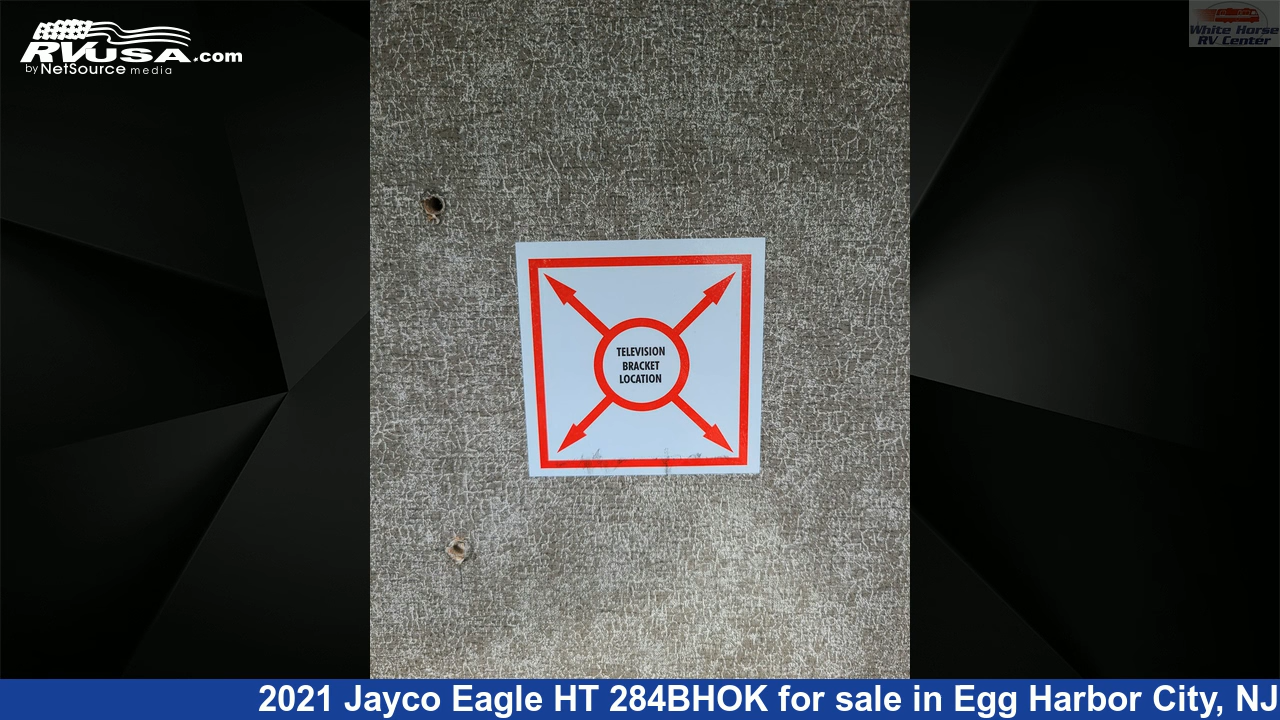 RVUSA.com
by NetSource media
White Horse
RV Center
TELEVISION
BRACKET
LOCATION
2021 Jayco Eagle HT 284BHOK for sale in Egg Harbor City, NJ